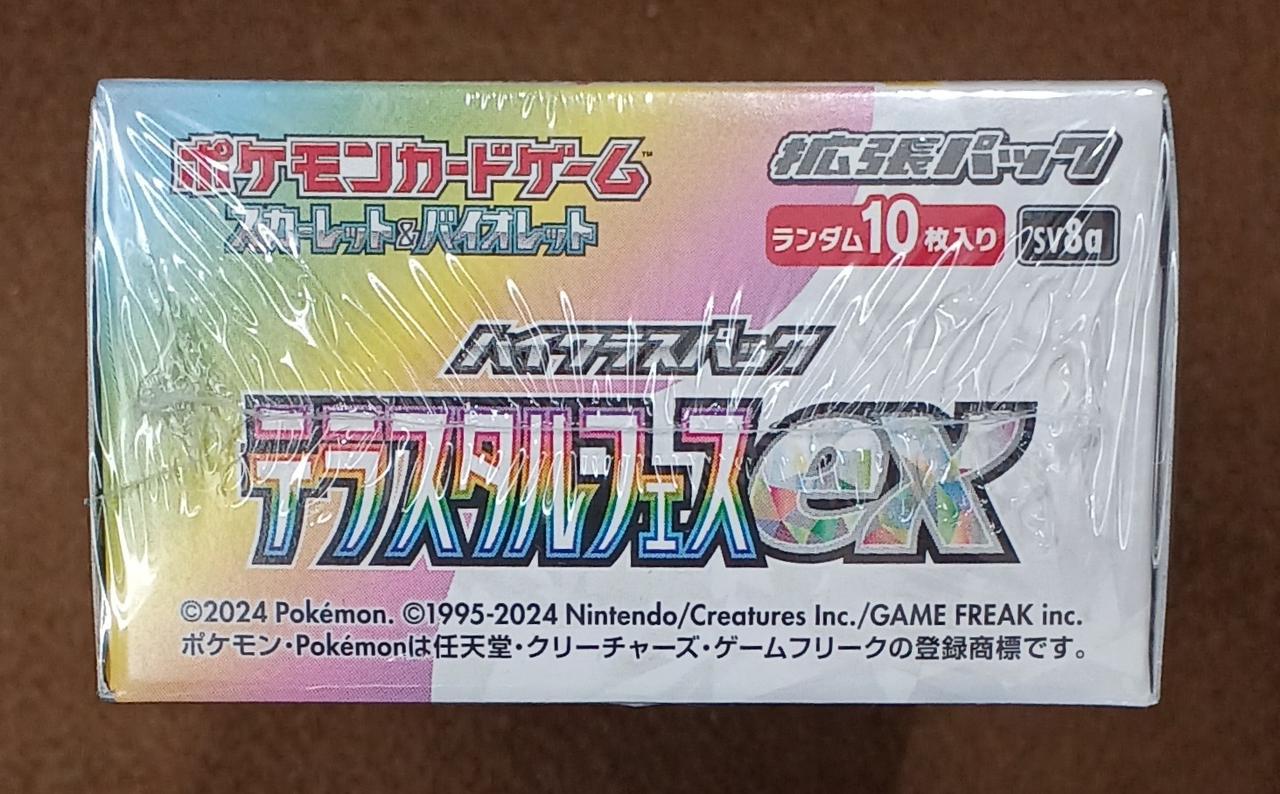 ポケモンカードゲーム™
スカーレット&バイオレット
拡張パック
ランダム10枚入り sv8a
ハイクラスパック
テラスタルフェスex
©2024 Pokémon. ©1995-2024 Nintendo/Creatures Inc./GAME FREAK inc.
ポケモン・Pokémonは任天堂・クリーチャーズ・ゲームフリークの登録商標です。